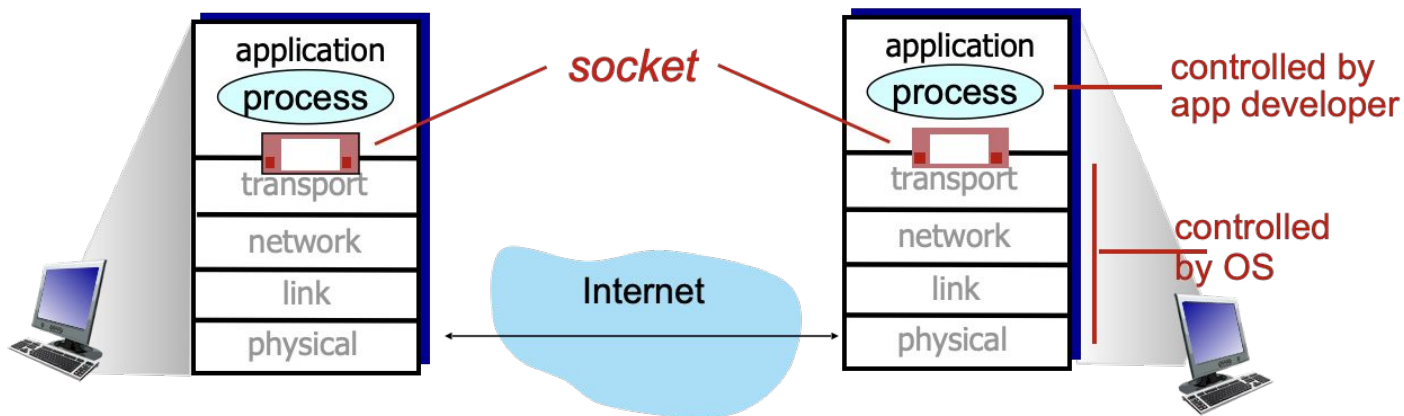 application
process
transport
network
link
physical
socket
Internet
application
process
transport
network
link
physical
controlled by
app developer
controlled
by OS